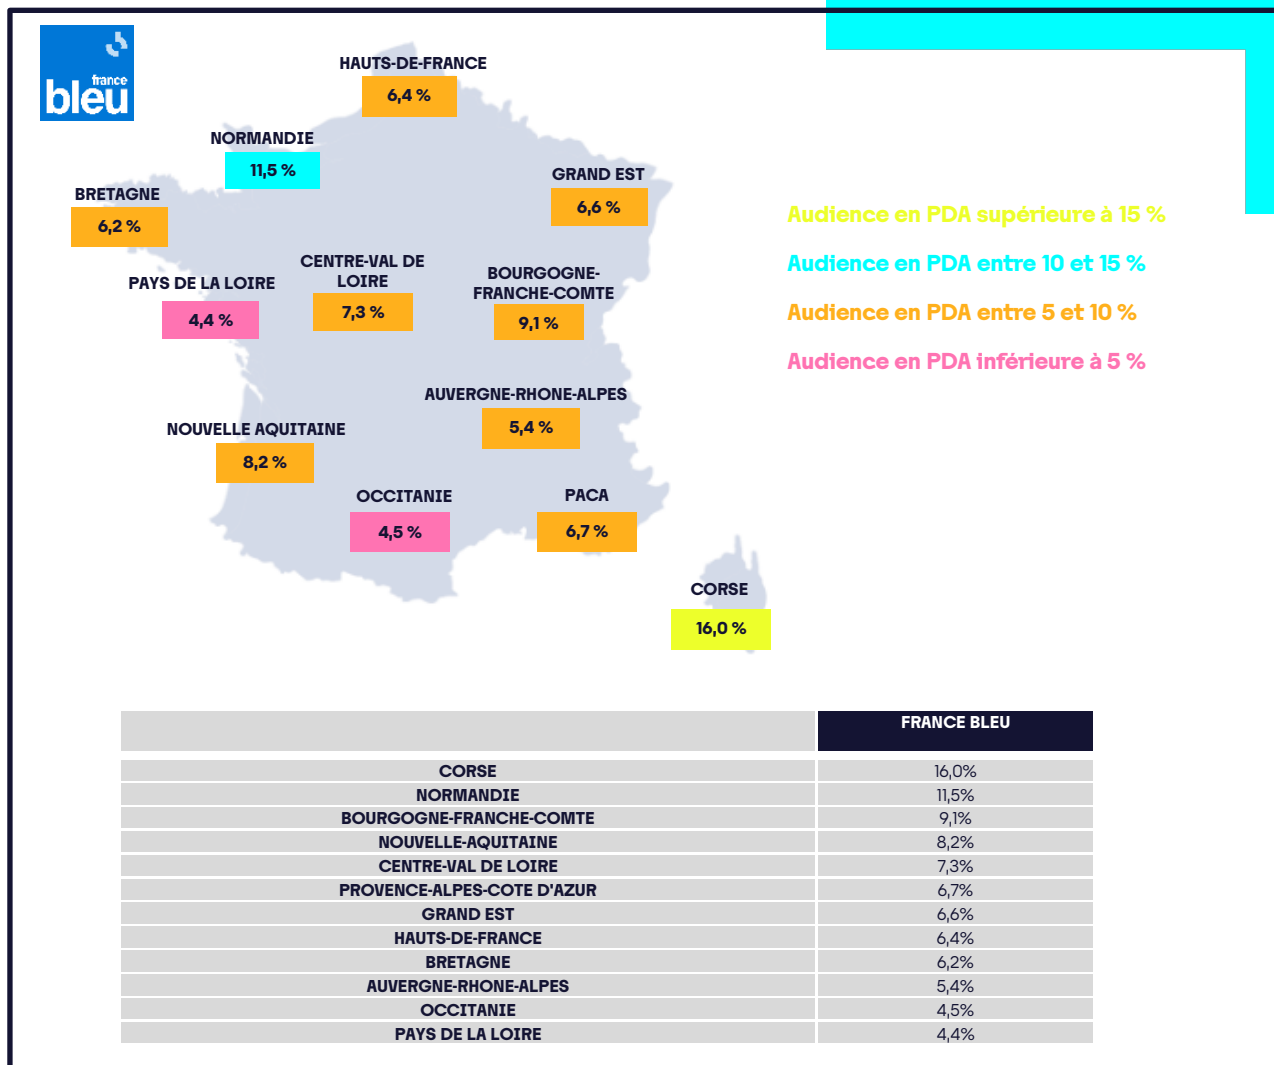 france
bleu
HAUTS-DE-FRANCE
6,4 %
NORMANDIE
11,5 %
GRAND EST
6,6 %
BRETAGNE
6,2 %
Audience en PDA supérieure à 15 %
Audience en PDA entre 10 et 15 %
Audience en PDA entre 5 et 10 %
Audience en PDA inférieure à 5 %
PAYS DE LA LOIRE
4,4 %
CENTRE-VAL DE
LOIRE
7,3 %
BOURGOGNE-
FRANCHE-COMTE
9,1 %
AUVERGNE-RHONE-ALPES
5,4 %
NOUVELLE AQUITAINE
8,2 %
OCCITANIE
4,5 %
PACA
6,7 %
CORSE
16,0 %
FRANCE BLEU
CORSE 16,0%
NORMANDIE 11,5%
BOURGOGNE-FRANCHE-COMTE 9,1%
NOUVELLE-AQUITAINE 8,2%
CENTRE-VAL DE LOIRE 7,3%
PROVENCE-ALPES-COTE D'AZUR 6,7%
GRAND EST 6,6%
HAUTS-DE-FRANCE 6,4%
BRETAGNE 6,2%
AUVERGNE-RHONE-ALPES 5,4%
OCCITANIE 4,5%
PAYS DE LA LOIRE 4,4%